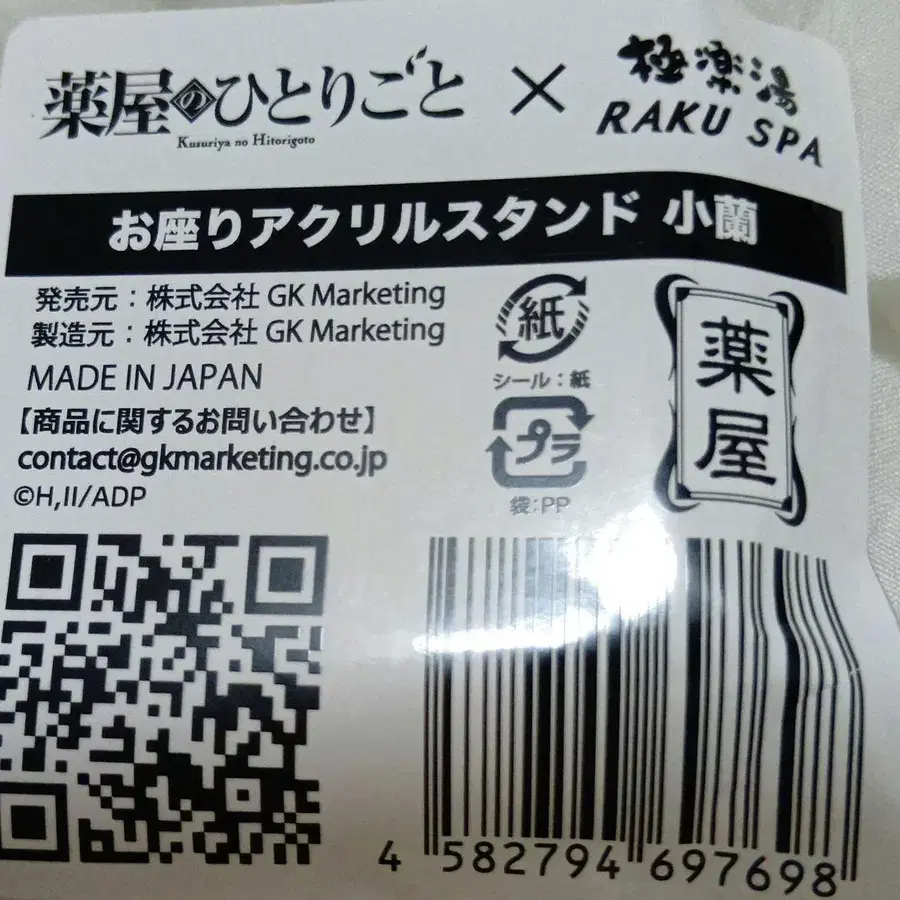 薬屋のひとりごと × 極楽湯
Kusuriya no Hitorigoto
RAKU SPA
お座りアクリルスタンド 小蘭
発売元：株式会社 GK Marketing
製造元：株式会社 GK Marketing
MADE IN JAPAN
【商品に関するお問い合わせ】
contact@gkmarketing.co.jp
©H,II/ADP
紙
シール：紙
プラ
袋:PP
薬屋
4 582794 697698